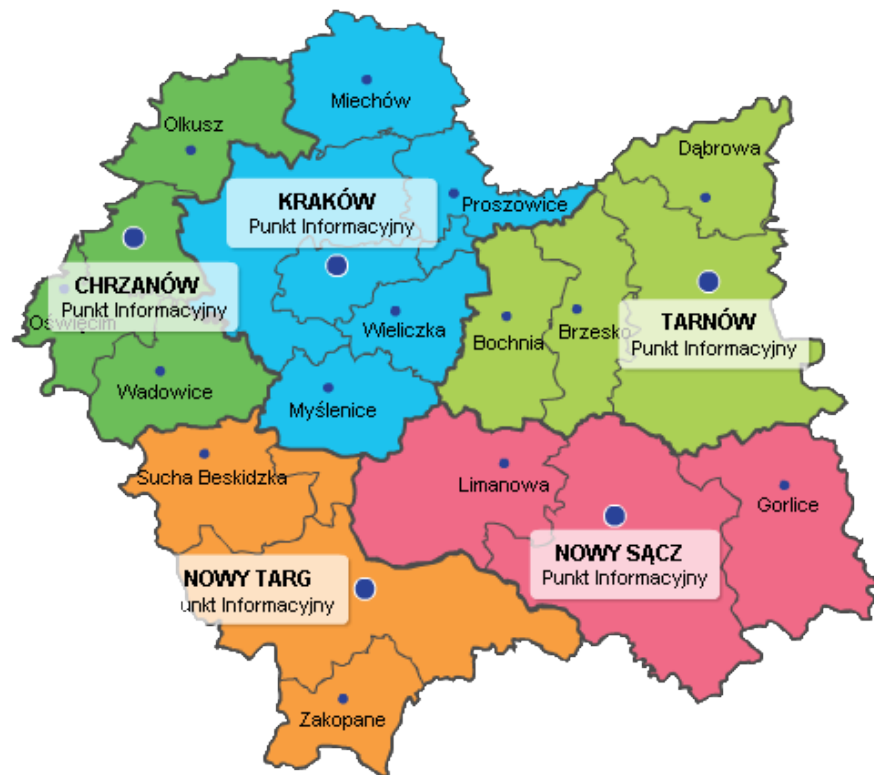 Miechów
Olkusz
Dąbrowa
KRAKÓW
Punkt Informacyjny
Proszowice
CHRZANÓW
Punkt Informacyjny
Oświęcim
Wieliczka
Bochnia
Brzesko
TARNÓW
Punkt Informacyjny
Wadowice
Myślenice
Sucha Beskidzka
Limanowa
Gorlice
NOWY SĄCZ
Punkt Informacyjny
NOWY TARG
unkt Informacyjny
Zakopane